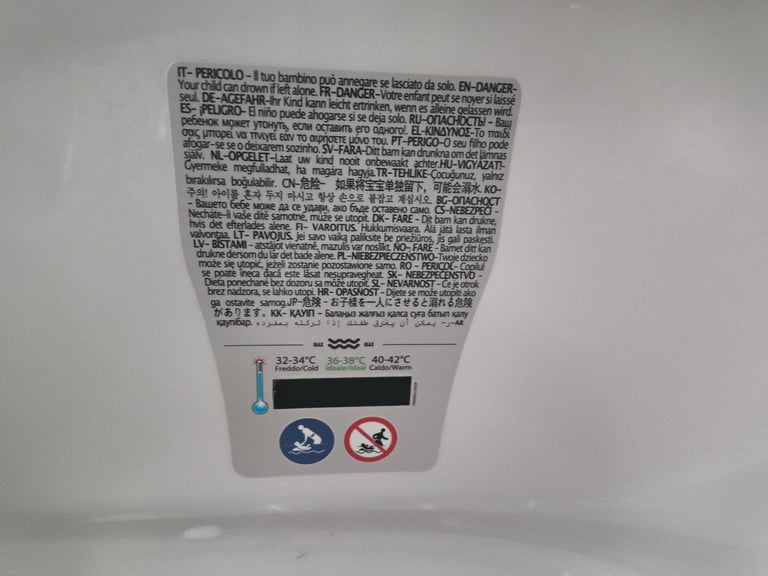 IT- PERICOLO - Il tuo bambino può annegare se lasciato da solo. EN-DANGER-
Your child can drown if left alone. FR-DANGER-Votre enfant peut se noyer si laissé
seul. DE-AGEFAHR-Ihr Kind kann leicht ertrinken, wenn es alleine gelassen wird.
ES- ¡PELIGRO- El niño puede ahogarse si se deja solo. RU-ОПАСНОСТЬ! - Ваш
ребенок может утонуть, если оставить его одного!. EL-ΚΙΝΔΥΝΟΣ-Το παιδί
σας μπορεί να πνιγεί εάν το αφήσετε μόνο του. PT-PERIGO-O seu filho pode
afogar-se se o deixarem sozinho. SV-FARA-Ditt barn kan drunkna om det lämnas
själv. NL-OPGELET-Laat uw kind nooit onbewaakt achter.HU-VIGYÁZAT!-
Gyermeke megfulladhat, ha magára hagyja.TR-TEHLİKE-Çocuğunuz, yalnız
bırakılırsa boğulabilir. CN-危险- 如果将宝宝单独留下，可能会溺水 KO-
주의! 아이를 혼자 두지 마시고 항상 손으로 붙잡고 계십시오. BG-ОПАСНОСТ
- Вашето бебе може да се удави, ако бъде оставено само. CS-NEBEZPEČÍ -
Necháte-li vaše dítě samotné, může se utopit. DK- FARE - Dit barn kan drukne,
hvis det efterlades alene. FI- VAROITUS. Hukkumisvaara. Älä jätä lasta ilman
valvontaa. LT- PAVOJUS. Jei savo vaiką paliksite be priežiūros, jis gali paskęsti.
LV- BĪSTAMI - atstājot vienatnē, mazulis var noslīkt. NO- FARE - Barnet ditt kan
drukne dersom du lar det bade alene. PL-NIEBEZPIECZEŃSTWO-Twoje dziecko
może się utopić, jeżeli zostanie pozostawione samo. RO - PERICOL- Copilul
se poate îneca dacă este lăsat nesupravegheat. SK- NEBEZPEČENSTVO -
Dieťa ponechané bez dozoru sa môže utopiť. SL - NEVARNOST - Če je otrok
brez nadzora, se lahko utopi. HR- OPASNOST - Dijete se može utopiti ako
ga ostavite samog.JP-危険 - お子様を一人にさせると溺れる危険
があります。KK- ҚАУІП - Балаңыз жалғыз қалса суға батып қалу
қаупібар. ر- يمكن أن يغرق طفلك إذا تركته بمفرده -AR
MAX MAX
32-34°C 36-38°C 40-42°C
Freddo/Cold Ideale/Ideal Caldo/Warm